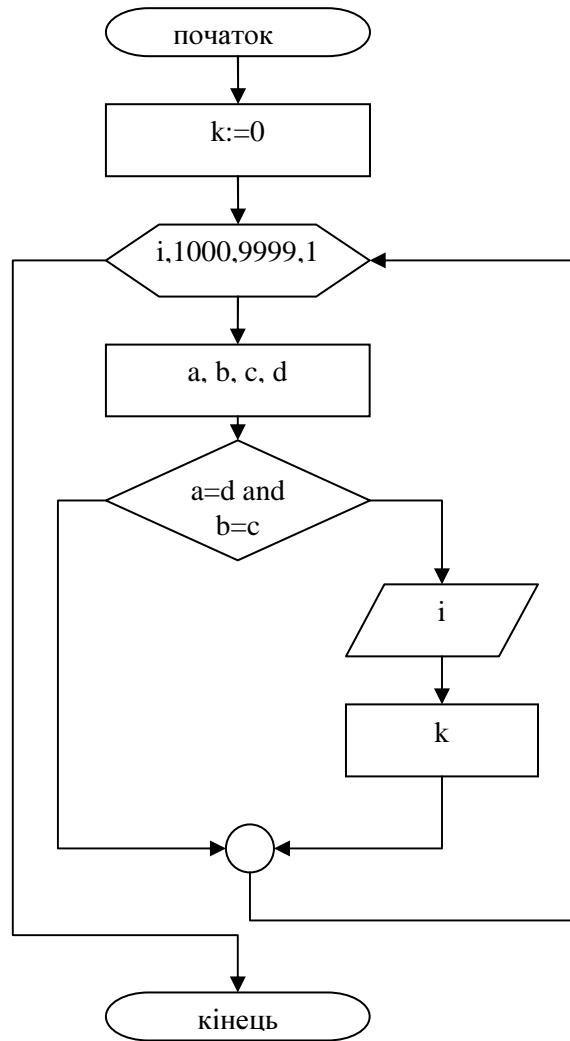 початок
k:=0
i,1000,9999,1
a, b, c, d
a=d and
b=c
i
k
кінець